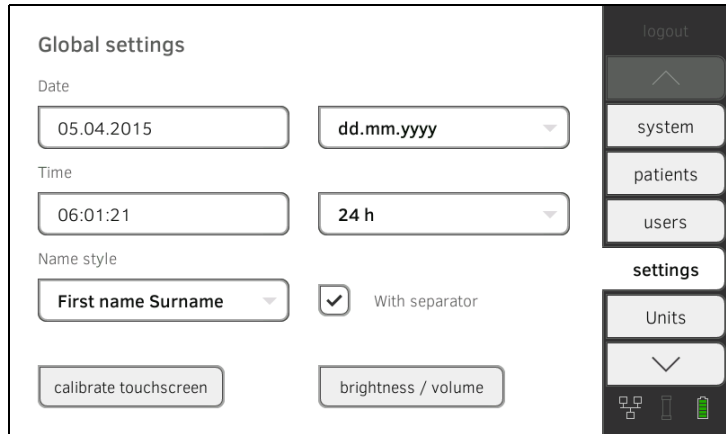 Global settings
Date
05.04.2015
dd.mm.yyyy
Time
06:01:21
24 h
Name style
First name Surname
With separator
calibrate touchscreen
brightness / volume
logout
system
patients
users
settings
Units